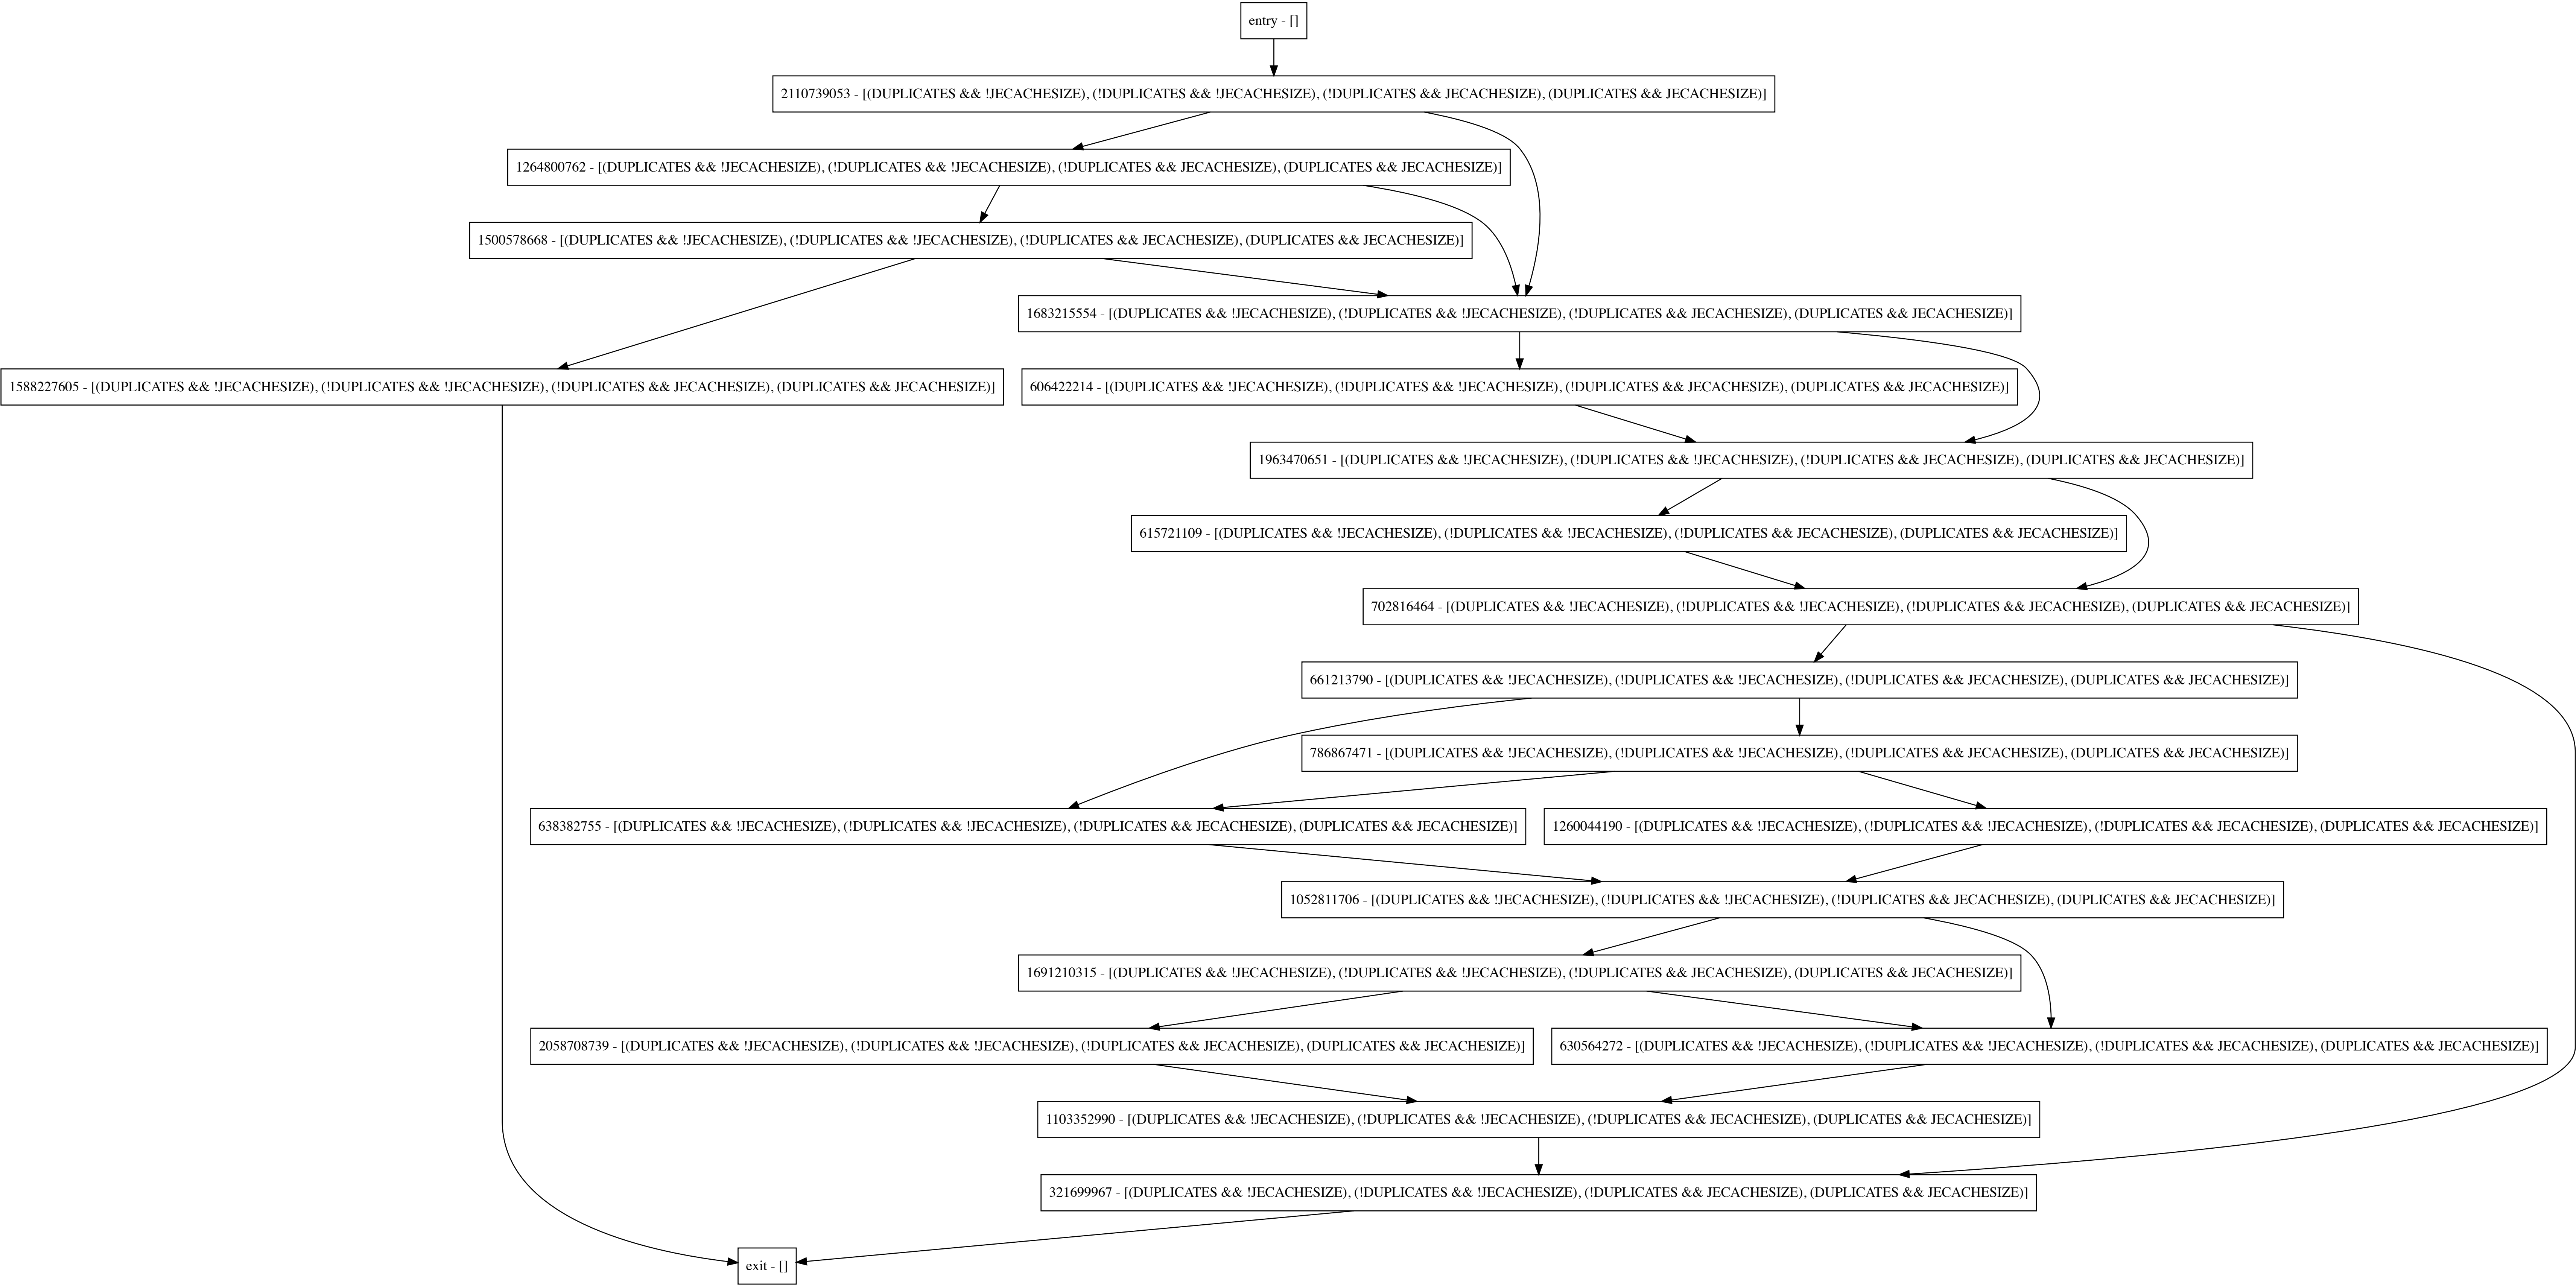 entry - []
2110739053 - [(DUPLICATES && !JECACHESIZE), (!DUPLICATES && !JECACHESIZE), (!DUPLICATES && JECACHESIZE), (DUPLICATES && JECACHESIZE)]
1264800762 - [(DUPLICATES && !JECACHESIZE), (!DUPLICATES && !JECACHESIZE), (!DUPLICATES && JECACHESIZE), (DUPLICATES && JECACHESIZE)]
1500578668 - [(DUPLICATES && !JECACHESIZE), (!DUPLICATES && !JECACHESIZE), (!DUPLICATES && JECACHESIZE), (DUPLICATES && JECACHESIZE)]
1683215554 - [(DUPLICATES && !JECACHESIZE), (!DUPLICATES && !JECACHESIZE), (!DUPLICATES && JECACHESIZE), (DUPLICATES && JECACHESIZE)]
1588227605 - [(DUPLICATES && !JECACHESIZE), (!DUPLICATES && !JECACHESIZE), (!DUPLICATES && JECACHESIZE), (DUPLICATES && JECACHESIZE)]
606422214 - [(DUPLICATES && !JECACHESIZE), (!DUPLICATES && !JECACHESIZE), (!DUPLICATES && JECACHESIZE), (DUPLICATES && JECACHESIZE)]
1963470651 - [(DUPLICATES && !JECACHESIZE), (!DUPLICATES && !JECACHESIZE), (!DUPLICATES && JECACHESIZE), (DUPLICATES && JECACHESIZE)]
615721109 - [(DUPLICATES && !JECACHESIZE), (!DUPLICATES && !JECACHESIZE), (!DUPLICATES && JECACHESIZE), (DUPLICATES && JECACHESIZE)]
702816464 - [(DUPLICATES && !JECACHESIZE), (!DUPLICATES && !JECACHESIZE), (!DUPLICATES && JECACHESIZE), (DUPLICATES && JECACHESIZE)]
661213790 - [(DUPLICATES && !JECACHESIZE), (!DUPLICATES && !JECACHESIZE), (!DUPLICATES && JECACHESIZE), (DUPLICATES && JECACHESIZE)]
786867471 - [(DUPLICATES && !JECACHESIZE), (!DUPLICATES && !JECACHESIZE), (!DUPLICATES && JECACHESIZE), (DUPLICATES && JECACHESIZE)]
638382755 - [(DUPLICATES && !JECACHESIZE), (!DUPLICATES && !JECACHESIZE), (!DUPLICATES && JECACHESIZE), (DUPLICATES && JECACHESIZE)]
1260044190 - [(DUPLICATES && !JECACHESIZE), (!DUPLICATES && !JECACHESIZE), (!DUPLICATES && JECACHESIZE), (DUPLICATES && JECACHESIZE)]
1052811706 - [(DUPLICATES && !JECACHESIZE), (!DUPLICATES && !JECACHESIZE), (!DUPLICATES && JECACHESIZE), (DUPLICATES && JECACHESIZE)]
1691210315 - [(DUPLICATES && !JECACHESIZE), (!DUPLICATES && !JECACHESIZE), (!DUPLICATES && JECACHESIZE), (DUPLICATES && JECACHESIZE)]
2058708739 - [(DUPLICATES && !JECACHESIZE), (!DUPLICATES && !JECACHESIZE), (!DUPLICATES && JECACHESIZE), (DUPLICATES && JECACHESIZE)]
630564272 - [(DUPLICATES && !JECACHESIZE), (!DUPLICATES && !JECACHESIZE), (!DUPLICATES && JECACHESIZE), (DUPLICATES && JECACHESIZE)]
1103352990 - [(DUPLICATES && !JECACHESIZE), (!DUPLICATES && !JECACHESIZE), (!DUPLICATES && JECACHESIZE), (DUPLICATES && JECACHESIZE)]
321699967 - [(DUPLICATES && !JECACHESIZE), (!DUPLICATES && !JECACHESIZE), (!DUPLICATES && JECACHESIZE), (DUPLICATES && JECACHESIZE)]
exit - []